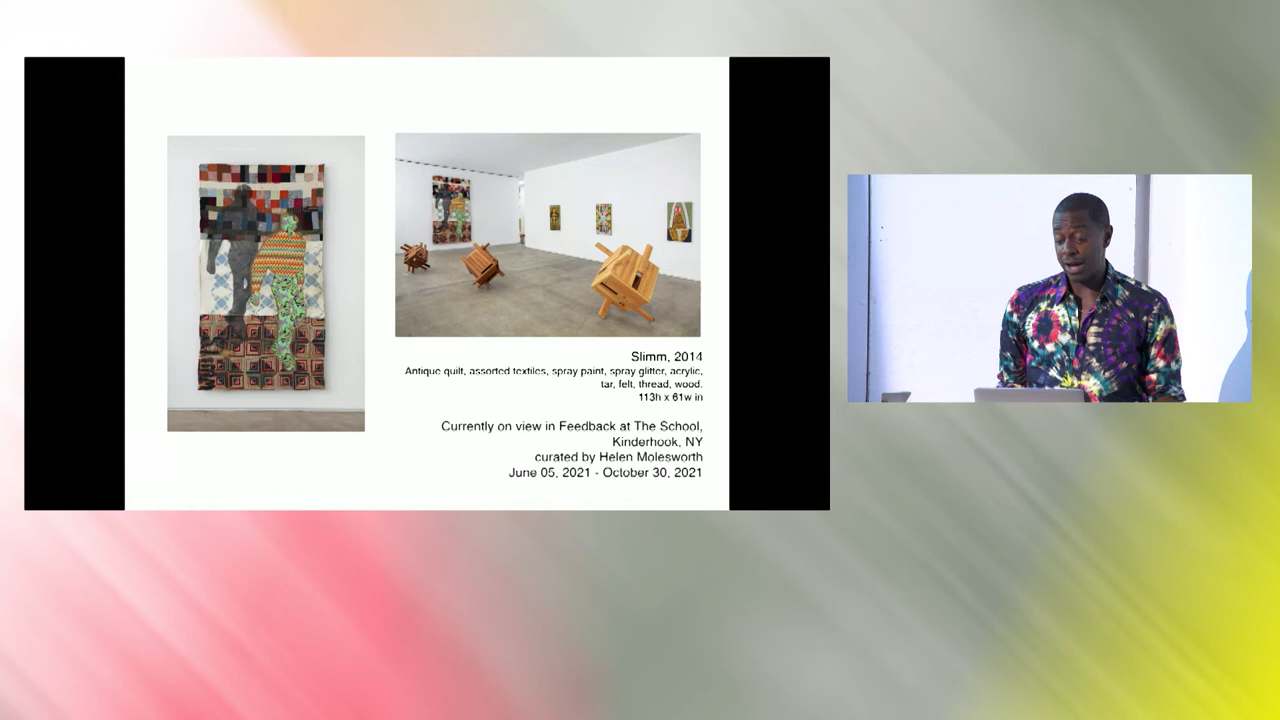 Slimm, 2014
Antique quilt, assorted textiles, spray paint, spray glitter, acrylic,
tar, felt, thread, wood.
113h x 61w in
Currently on view in Feedback at The School,
Kinderhook, NY
curated by Helen Molesworth
June 05, 2021 - October 30, 2021